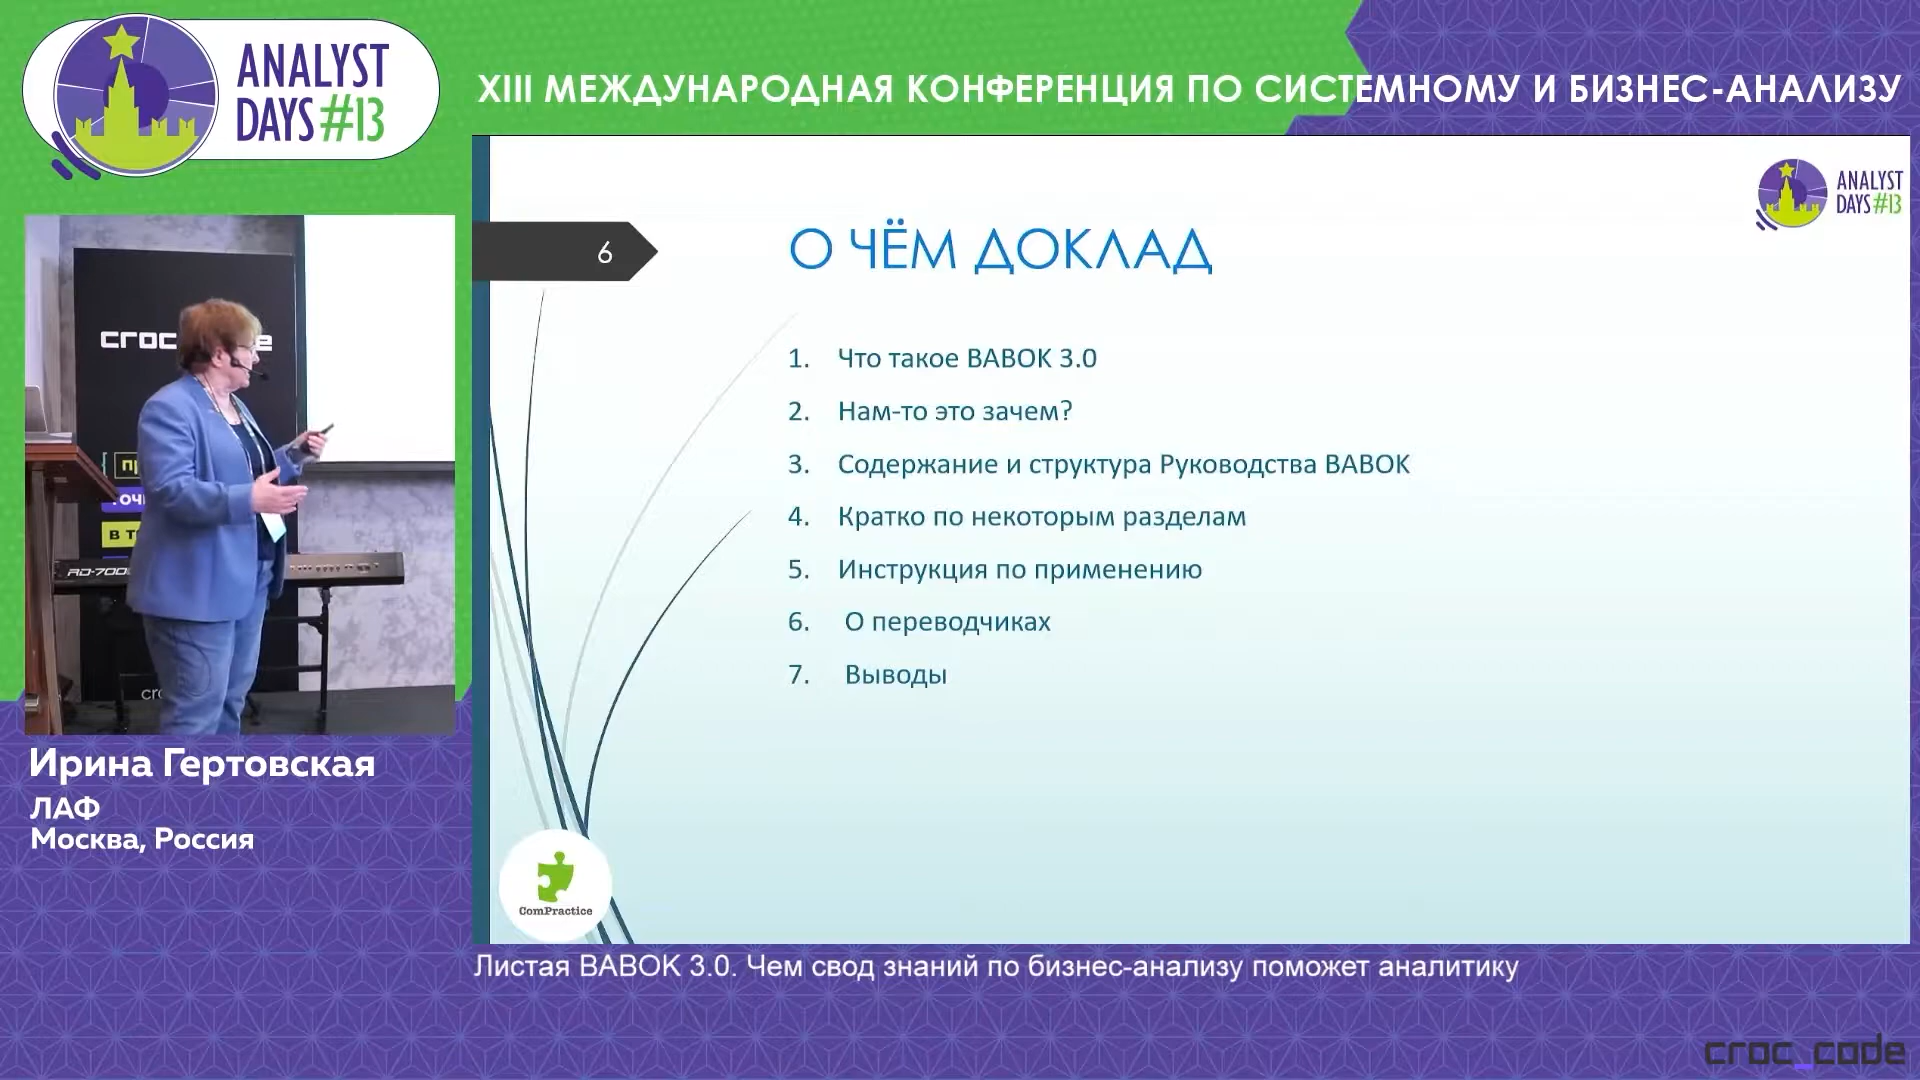 ANALYST
DAYS #13
XIII МЕЖДУНАРОДНАЯ КОНФЕРЕНЦИЯ ПО СИСТЕМНОМУ И БИЗНЕС-АНАЛИЗУ
ANALYST
DAYS #13
6
О ЧЁМ ДОКЛАД
1. Что такое BABOK 3.0
2. Нам-то это зачем?
3. Содержание и структура Руководства BABOK
4. Кратко по некоторым разделам
5. Инструкция по применению
6. О переводчиках
7. Выводы
ComPractice
RD-700
Ирина Гертовская
ЛАФ
Москва, Россия
Листая BABOK 3.0. Чем свод знаний по бизнес-анализу поможет аналитику
croc_code